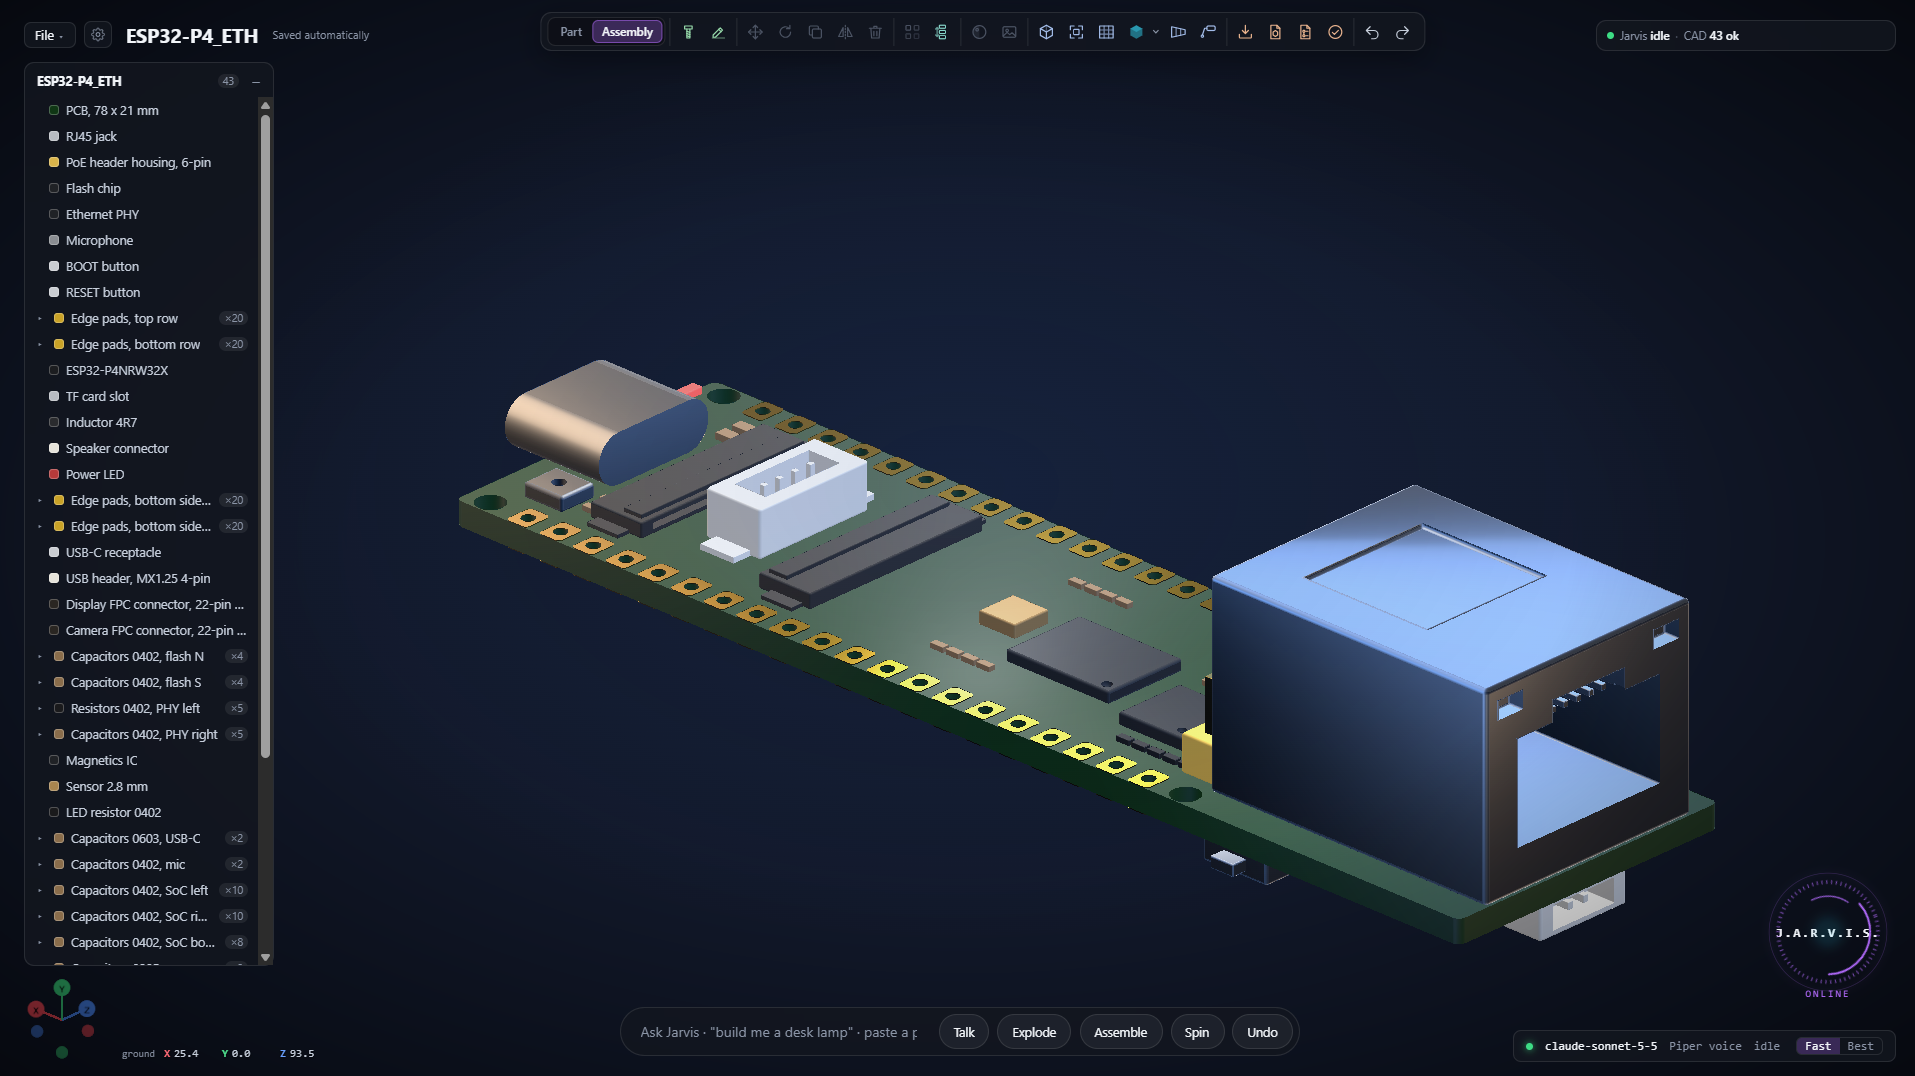 File
ESP32-P4_ETH
Saved automatically
Part
Assembly
Jarvis idle · CAD 43 ok
ESP32-P4_ETH 43
PCB, 78 x 21 mm
RJ45 jack
PoE header housing, 6-pin
Flash chip
Ethernet PHY
Microphone
BOOT button
RESET button
Edge pads, top row ×20
Edge pads, bottom row ×20
ESP32-P4NRW32X
TF card slot
Inductor 4R7
Speaker connector
Power LED
Edge pads, bottom side... ×20
Edge pads, bottom side... ×20
USB-C receptacle
USB header, MX1.25 4-pin
Display FPC connector, 22-pin ...
Camera FPC connector, 22-pin ...
Capacitors 0402, flash N ×4
Capacitors 0402, flash S ×4
Resistors 0402, PHY left ×5
Capacitors 0402, PHY right ×5
Magnetics IC
Sensor 2.8 mm
LED resistor 0402
Capacitors 0603, USB-C ×2
Capacitors 0402, mic ×2
Capacitors 0402, SoC left ×10
Capacitors 0402, SoC ri... ×10
Capacitors 0402, SoC bo... ×8
Y
X
Z
ground X 25.4 Y 0.0 Z 93.5
Ask Jarvis · "build me a desk lamp" · paste a p
Talk
Explode
Assemble
Spin
Undo
J.A.R.V.I.S.
ONLINE
claude-sonnet-5-5 Piper voice idle Fast Best